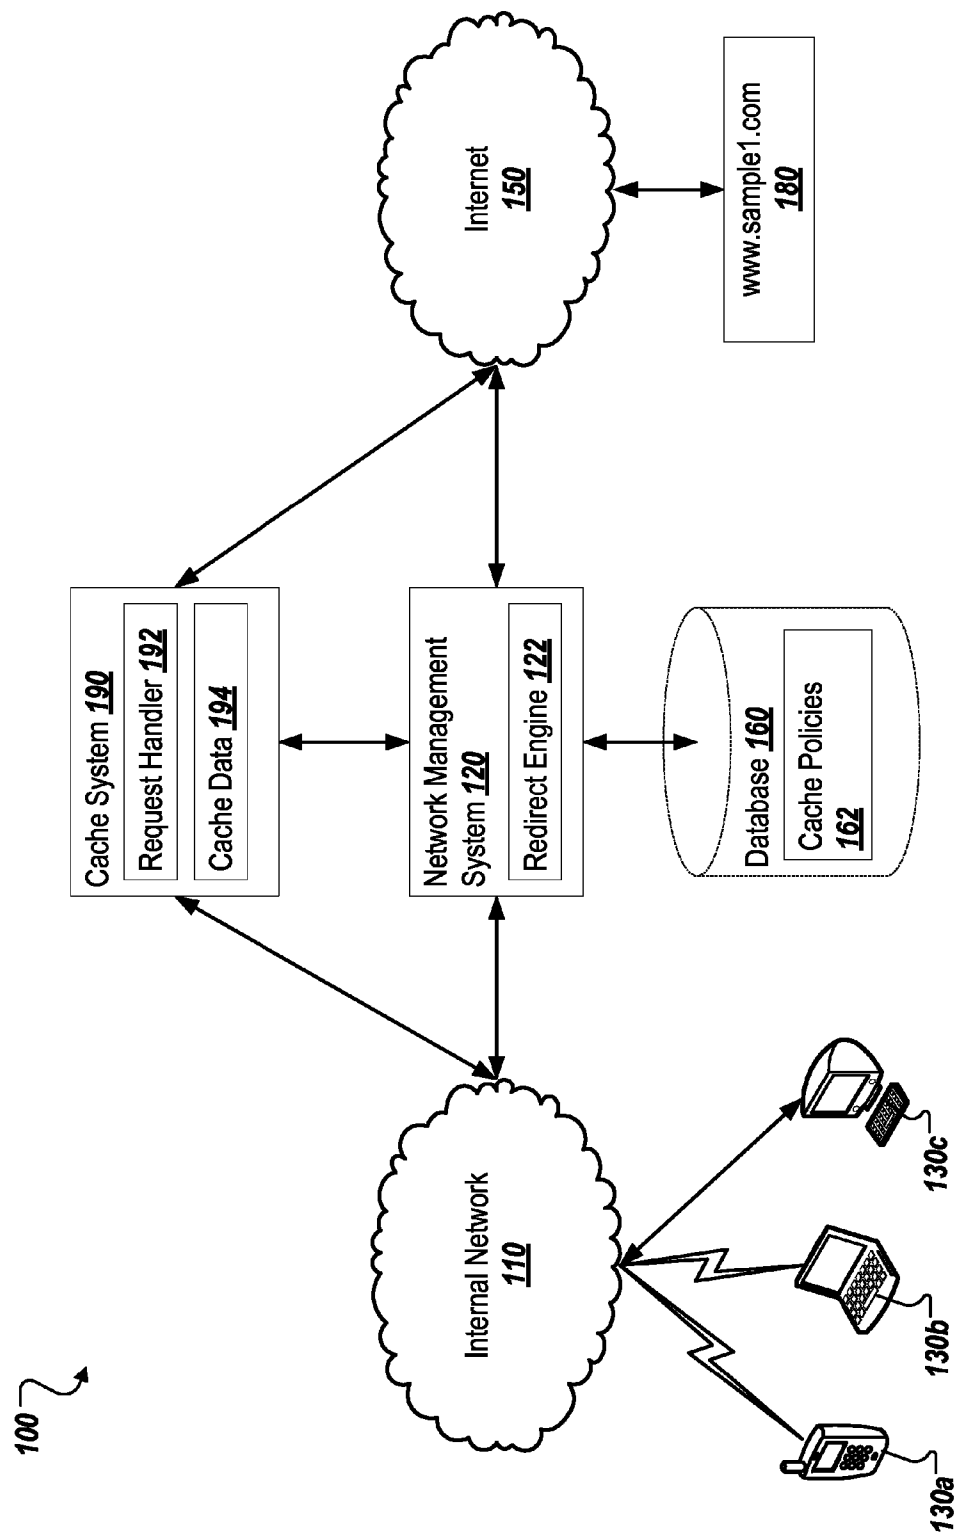 100
Cache System 190
Request Handler 192
Cache Data 194
Internal Network
110
Network Management
System 120
Redirect Engine 122
Internet
150
Database 160
Cache Policies
162
www.sample1.com
180
130a
130b
130c